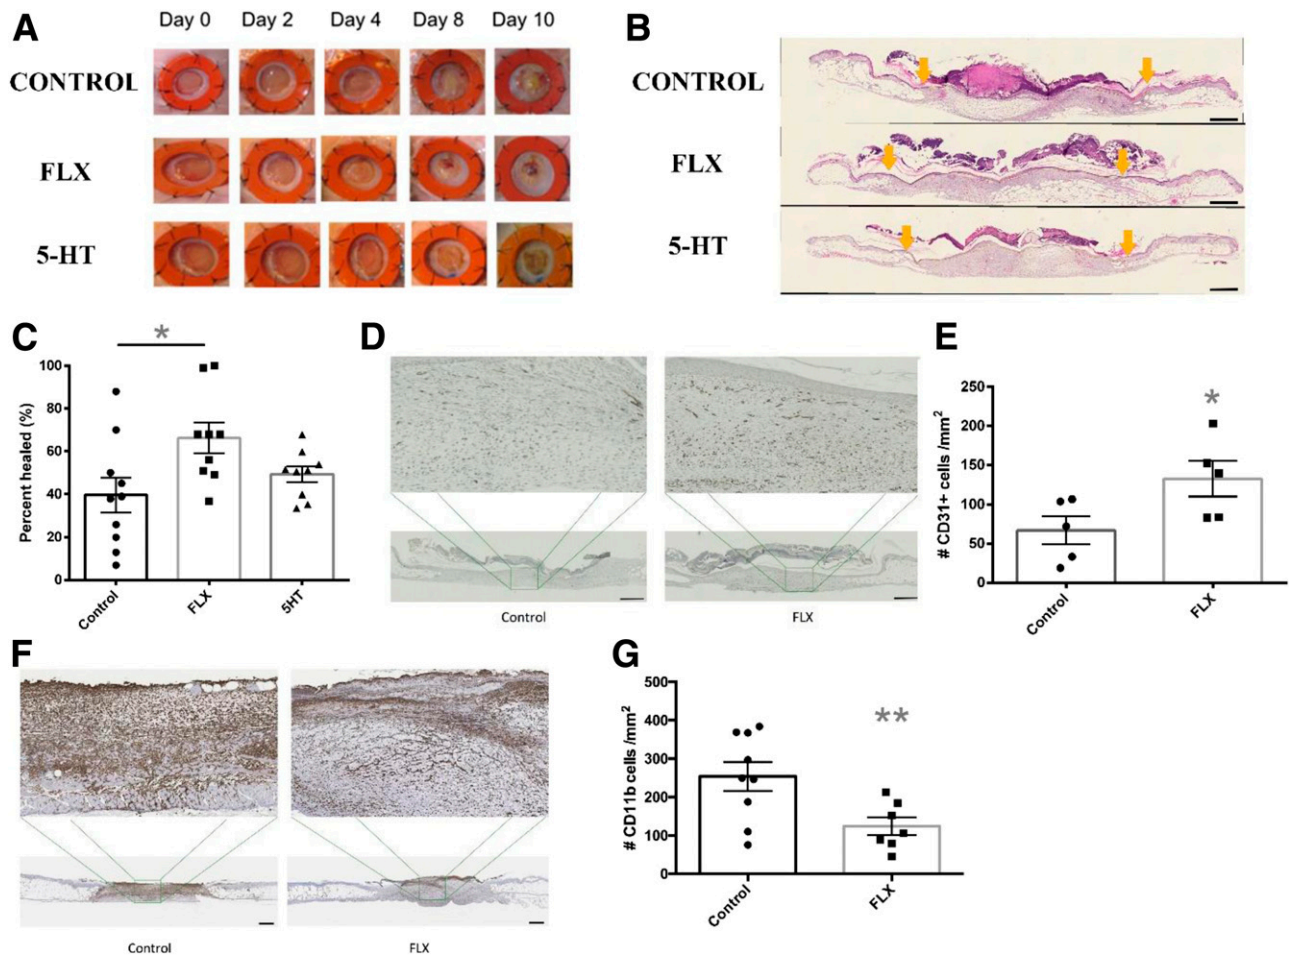 A
Day 0 Day 2 Day 4 Day 8 Day 10
CONTROL
FLX
5-HT
B
CONTROL
FLX
5-HT
C
*
Percent healed (%)
100
80
60
40
20
0
Control
FLX
5HT
D
Control
FLX
E
# CD31+ cells /mm2
250
200
150
100
50
0
*
Control
FLX
F
Control
FLX
G
# CD11b cells /mm2
500
400
300
200
100
0
**
Control
FLX